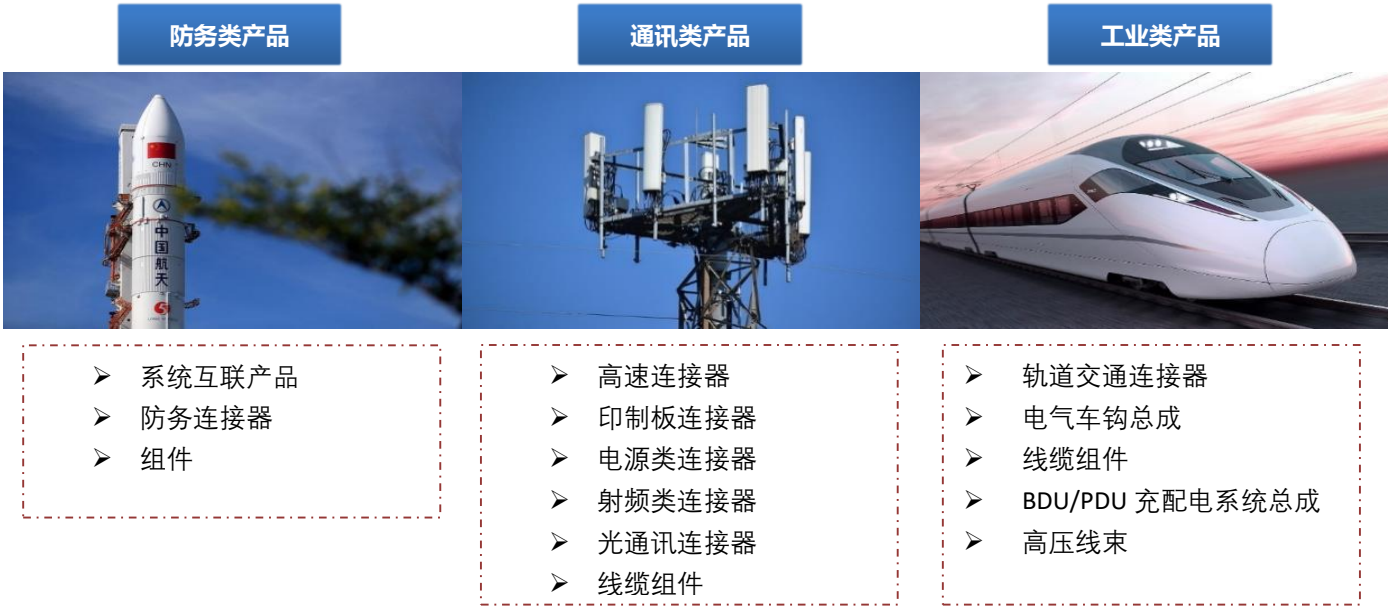 防务类产品
通讯类产品
工业类产品
CHN
中国航天
5
➢ 系统互联产品
➢ 防务连接器
➢ 组件
➢ 高速连接器
➢ 印制板连接器
➢ 电源类连接器
➢ 射频类连接器
➢ 光通讯连接器
➢ 线缆组件
➢ 轨道交通连接器
➢ 电气车钩总成
➢ 线缆组件
➢ BDU/PDU 充配电系统总成
➢ 高压线束